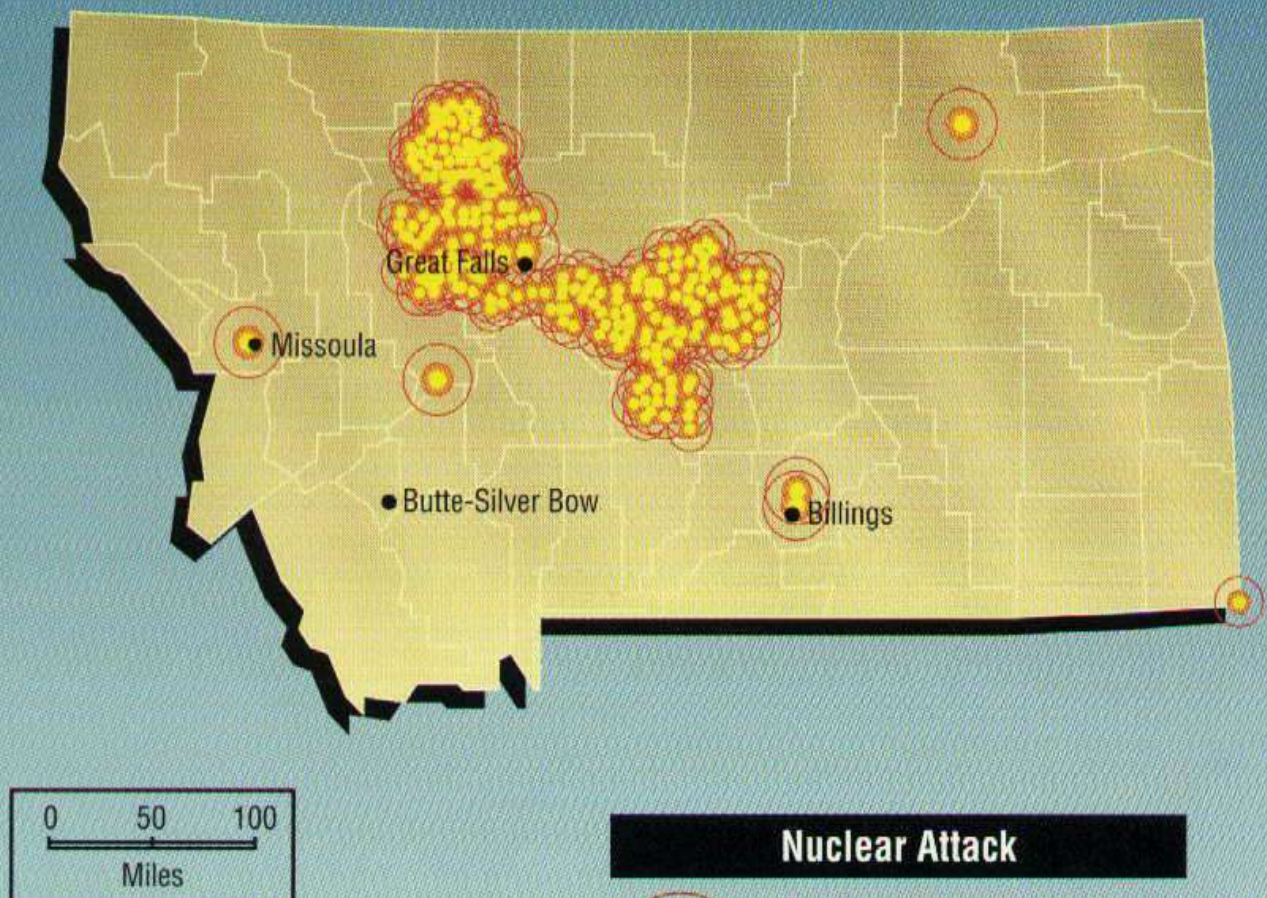 Great Falls
Missoula
Butte-Silver Bow
Billings
0 50 100
Miles
Nuclear Attack